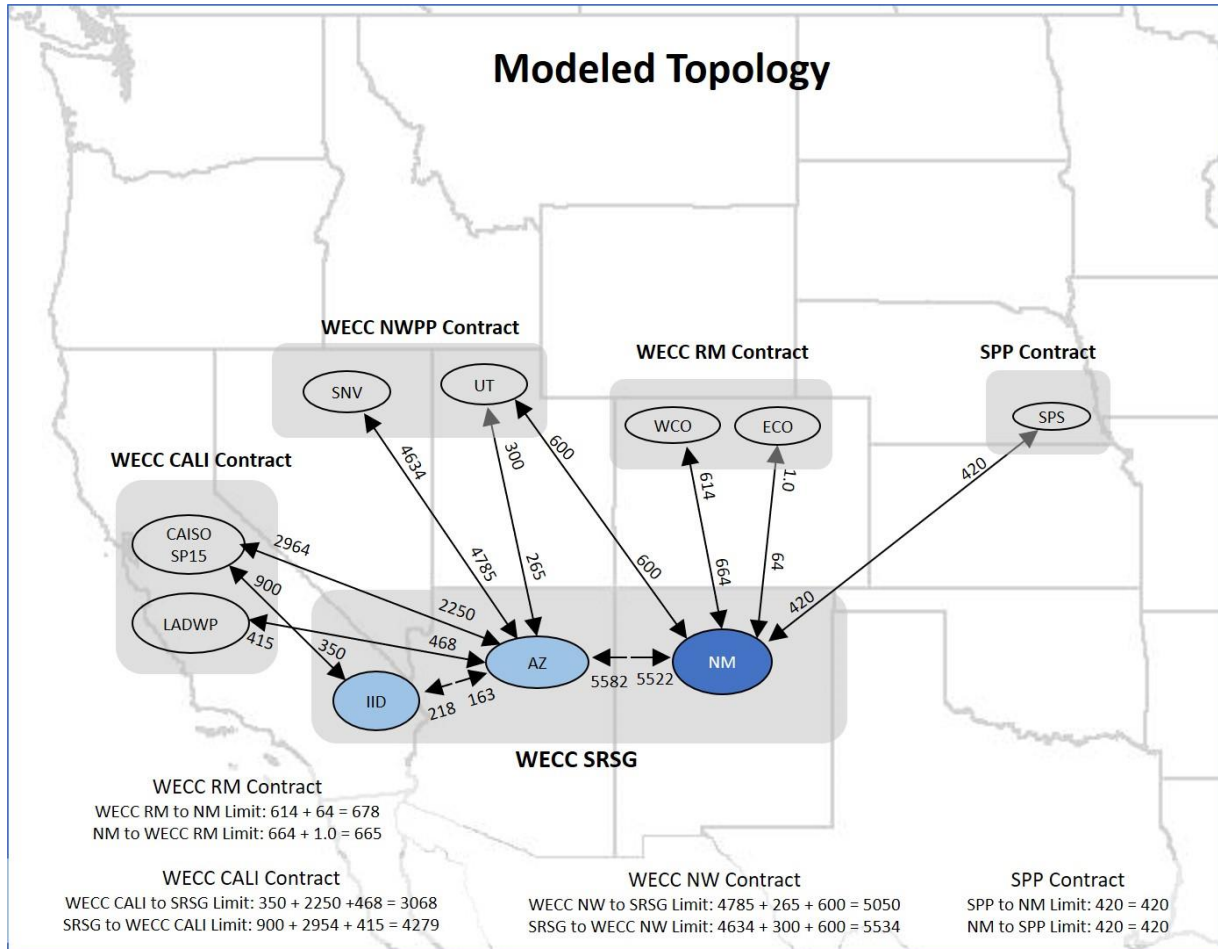 Modeled Topology
WECC NWPP Contract
WECC RM Contract
SPP Contract
SNV
UT
WCO
ECO
SPS
WECC CALI Contract
4634
300
600
614
1.0
420
CAISO
SP15
2964
900
4785
265
600
664
64
420
LADWP
415
2250
468
350
AZ
NM
5582
5522
IID
218
163
WECC SRSG
WECC RM Contract
WECC RM to NM Limit: 614 + 64 = 678
NM to WECC RM Limit: 664 + 1.0 = 665
WECC CALI Contract
WECC CALI to SRSG Limit: 350 + 2250 +468 = 3068
SRSG to WECC CALI Limit: 900 + 2954 + 415 = 4279
WECC NW Contract
WECC NW to SRSG Limit: 4785 + 265 + 600 = 5050
SRSG to WECC NW Limit: 4634 + 300 + 600 = 5534
SPP Contract
SPP to NM Limit: 420 = 420
NM to SPP Limit: 420 = 420